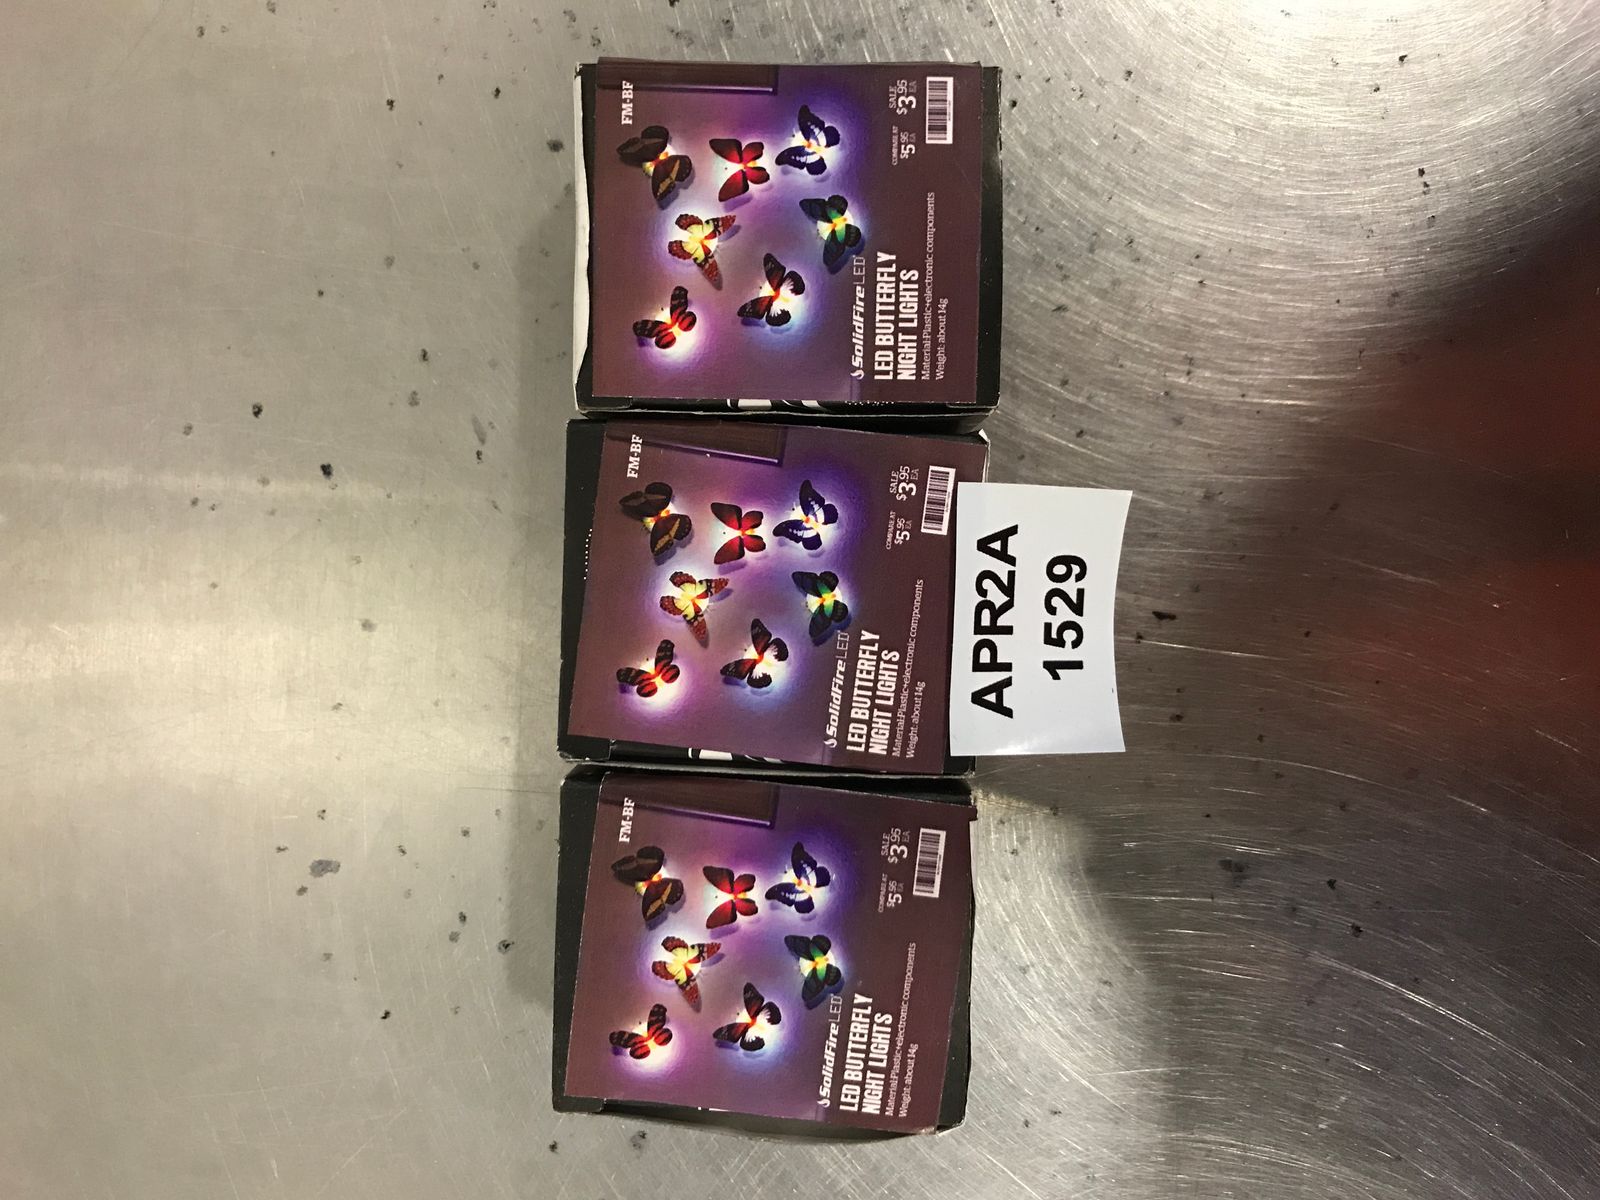 FM-BF
COMPARE AT
$5.95 EA
SALE
$3.95 EA
SolidFire LED
LED BUTTERFLY
NIGHT LIGHTS
Material:Plastic+electronic components
Weight: about 14g
FM-BF
COMPARE AT
$5.95 EA
SALE
$3.95 EA
SolidFire LED
LED BUTTERFLY
NIGHT LIGHTS
Material:Plastic+electronic components
Weight: about 14g
APR2A
1529
FM-BF
COMPARE AT
$5.95 EA
SALE
$3.95 EA
SolidFire LED
LED BUTTERFLY
NIGHT LIGHTS
Material:Plastic+electronic components
Weight: about 14g